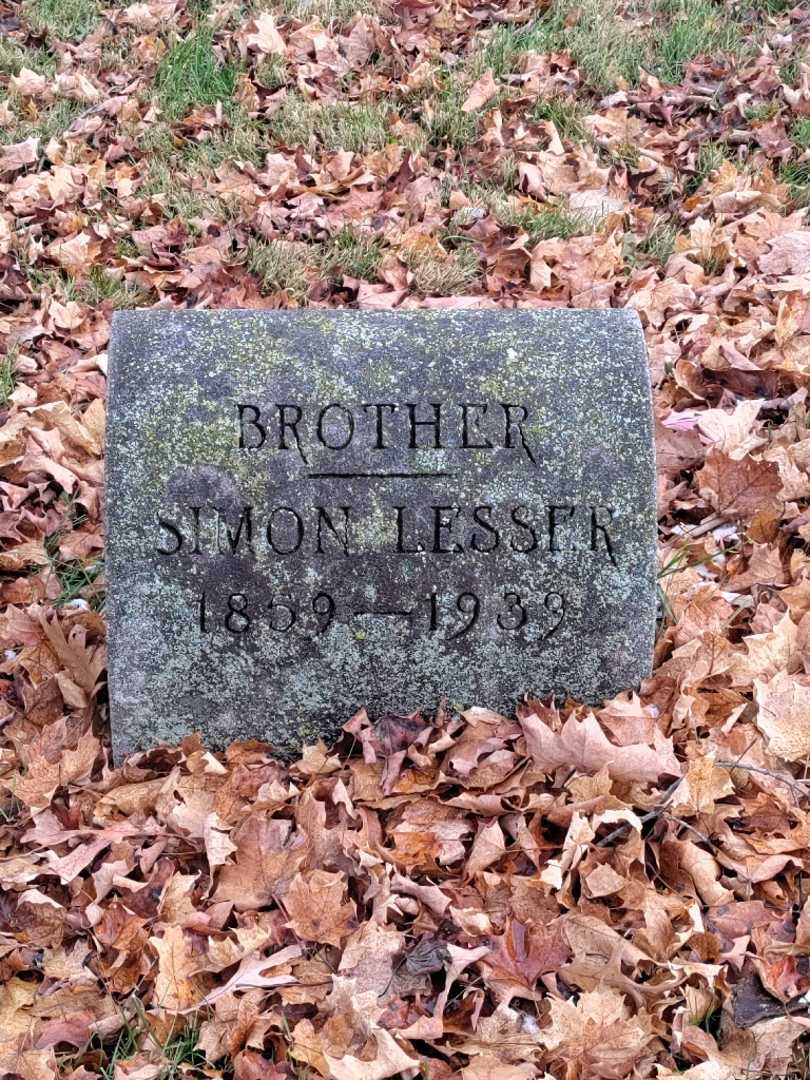 BROTHER
SIMON LESSER
1859—1939